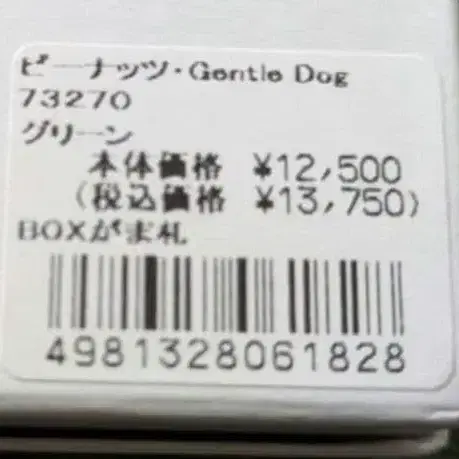 ピーナッツ・Gentle Dog
73270
グリーン
本体価格 ¥12,500
(税込価格 ¥13,750)
BOXがま札
4981328061828